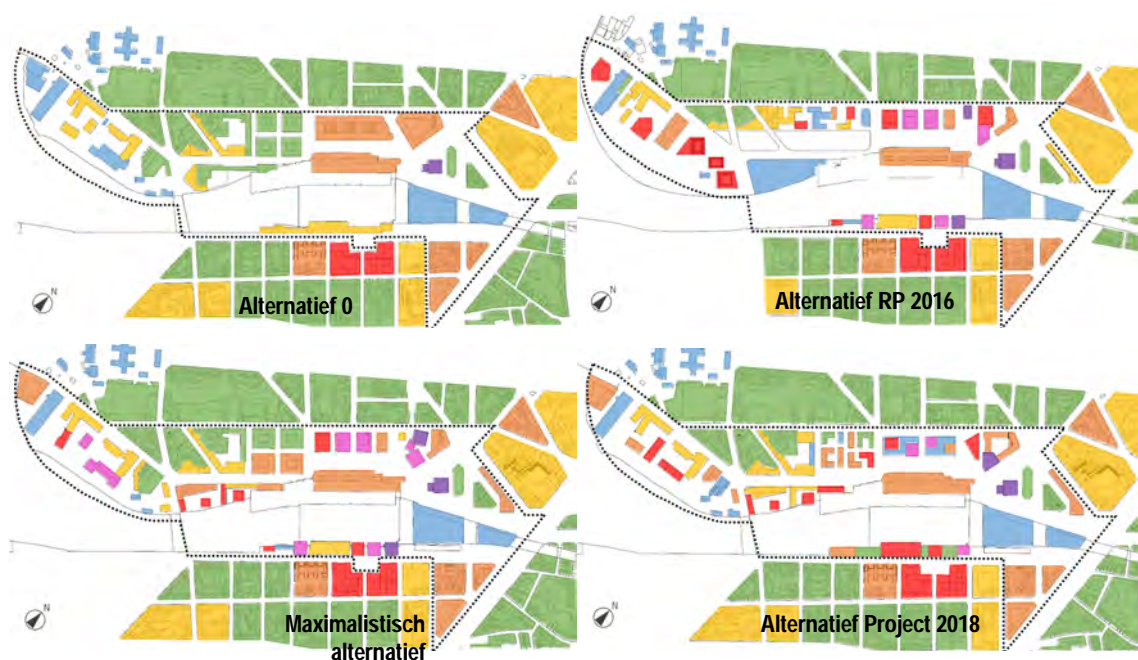 N
Alternatief 0
N
Alternatief RP 2016
N
Maximalistisch
alternatief
N
Alternatief Project 2018